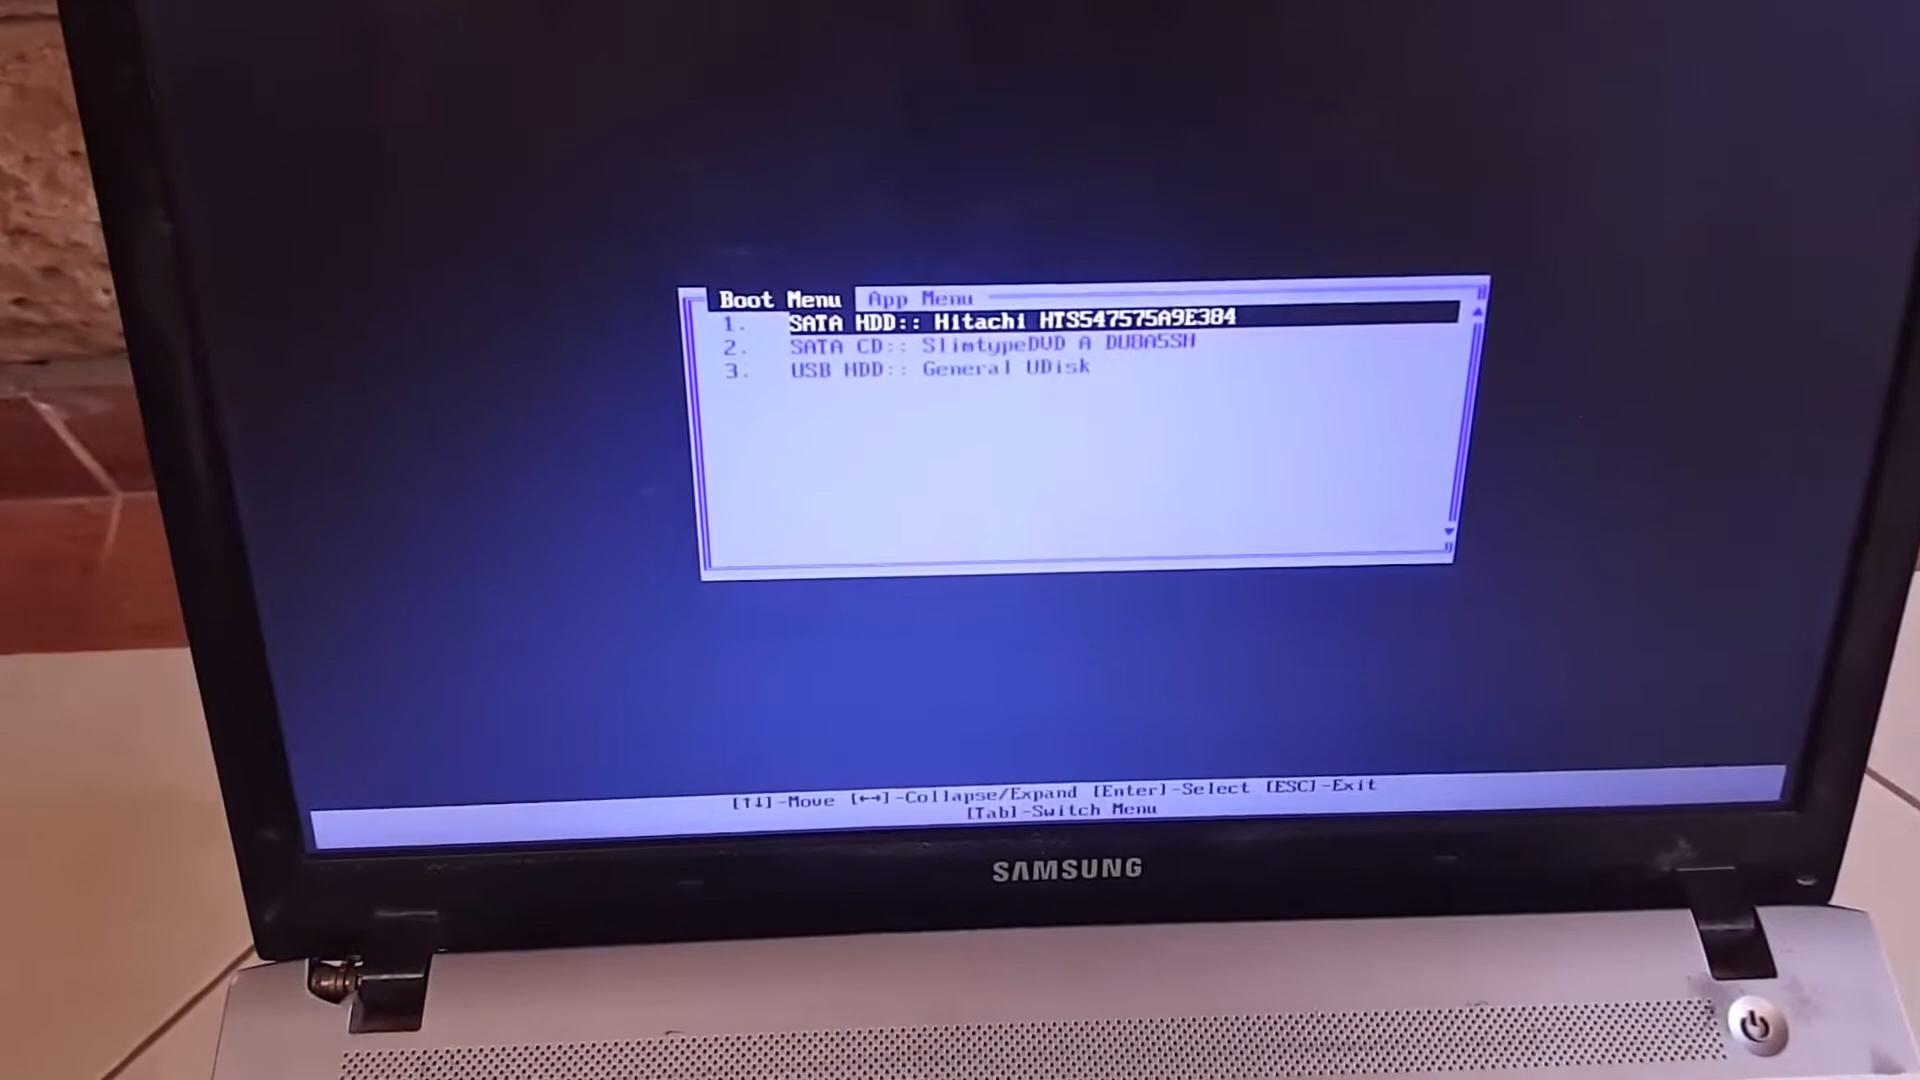 Boot Menu App Menu
1. SATA HDD:: Hitachi HTS547575A9E384
2. SATA CD:: SlimtypeDVD A DU8A5SH
3. USB HDD:: General UDisk
[↑↓]-Move [←→]-Collapse/Expand [Enter]-Select [ESC]-Exit
[Tab]-Switch Menu
SAMSUNG